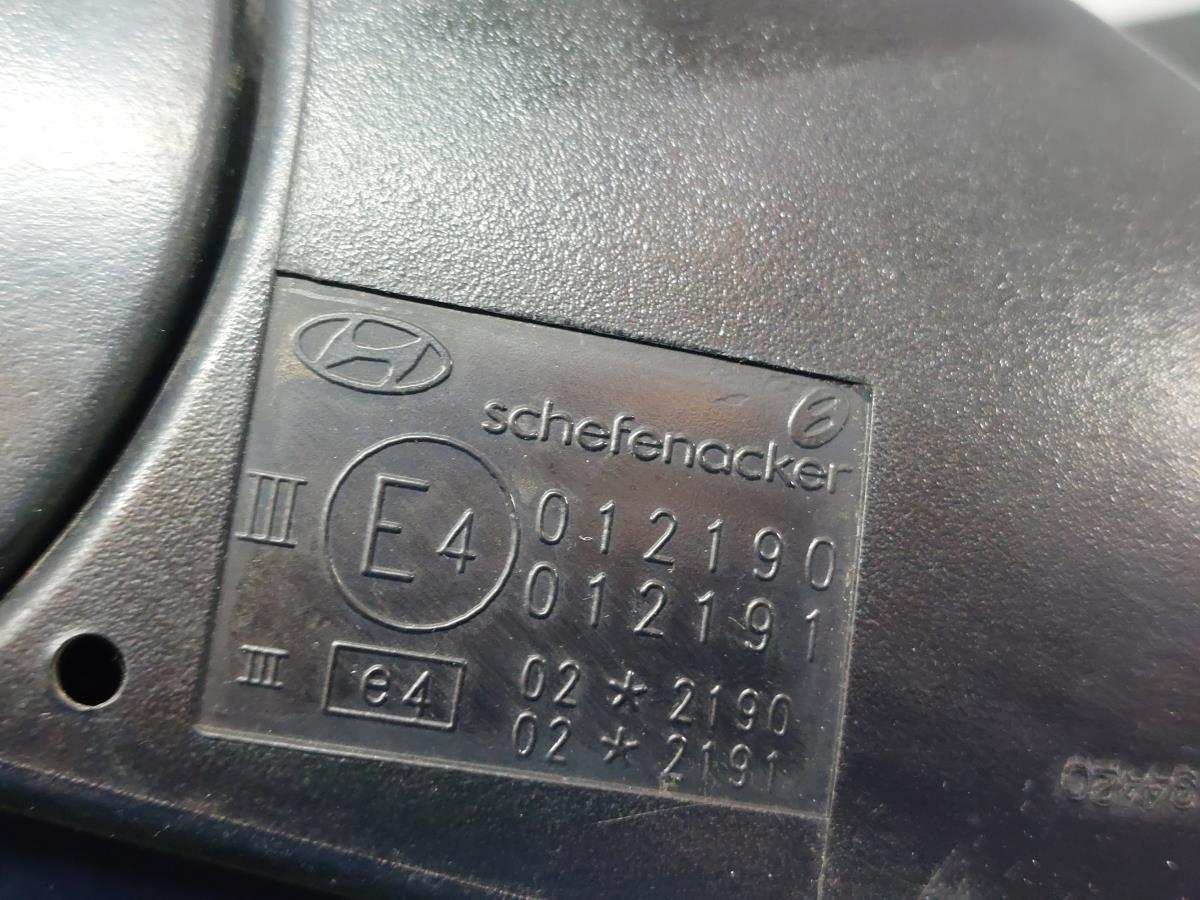 schefenacker
III E4 012190
012191
III e4 02*2190
02*2191